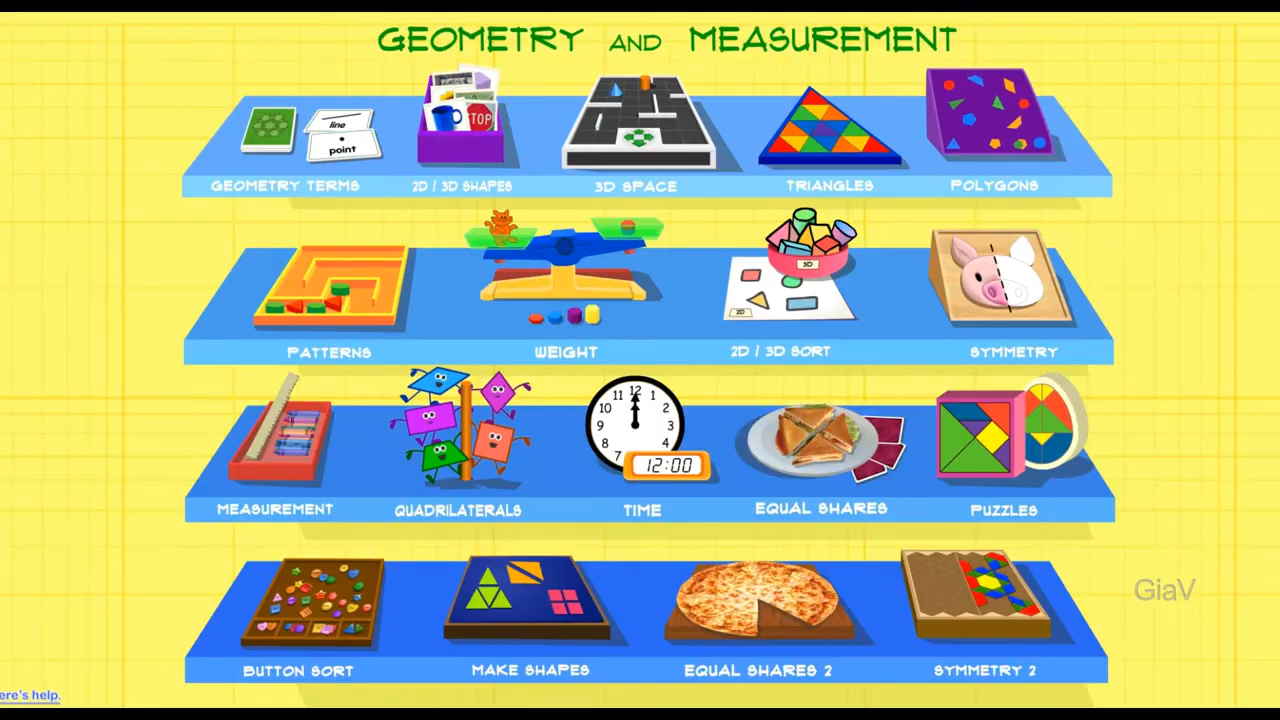 GEOMETRY AND MEASUREMENT
line
point
STOP
GEOMETRY TERMS
2D / 3D SHAPES
3D SPACE
TRIANGLES
POLYGONS
3D
2D
PATTERNS
WEIGHT
2D / 3D SORT
SYMMETRY
11 12 1
10 2
9 3
8 4
7
12:00
MEASUREMENT
QUADRILATERALS
TIME
EQUAL SHARES
PUZZLES
GiaV
BUTTON SORT
MAKE SHAPES
EQUAL SHARES 2
SYMMETRY 2
ere's help.